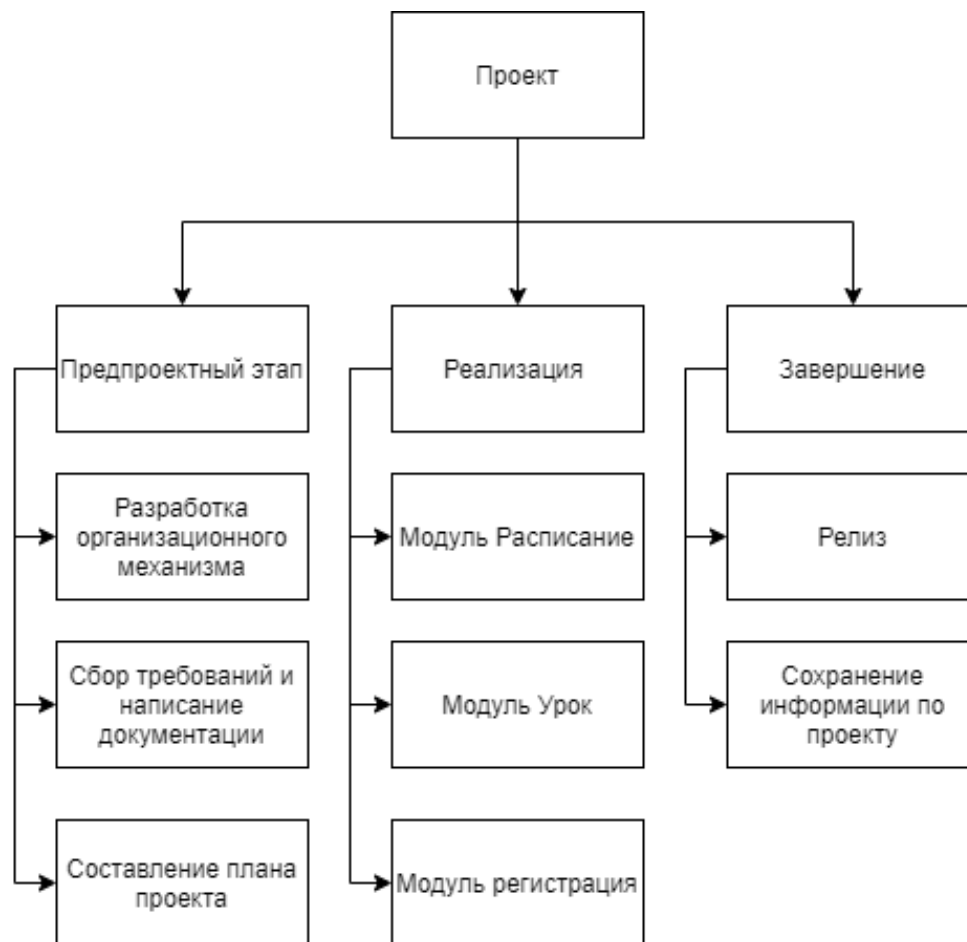 Проект
Предпроектный этап
Реализация
Завершение
Разработка
организационного
механизма
Модуль Расписание
Релиз
Сбор требований и
написание
документации
Модуль Урок
Сохранение
информации по
проекту
Составление плана
проекта
Модуль регистрация